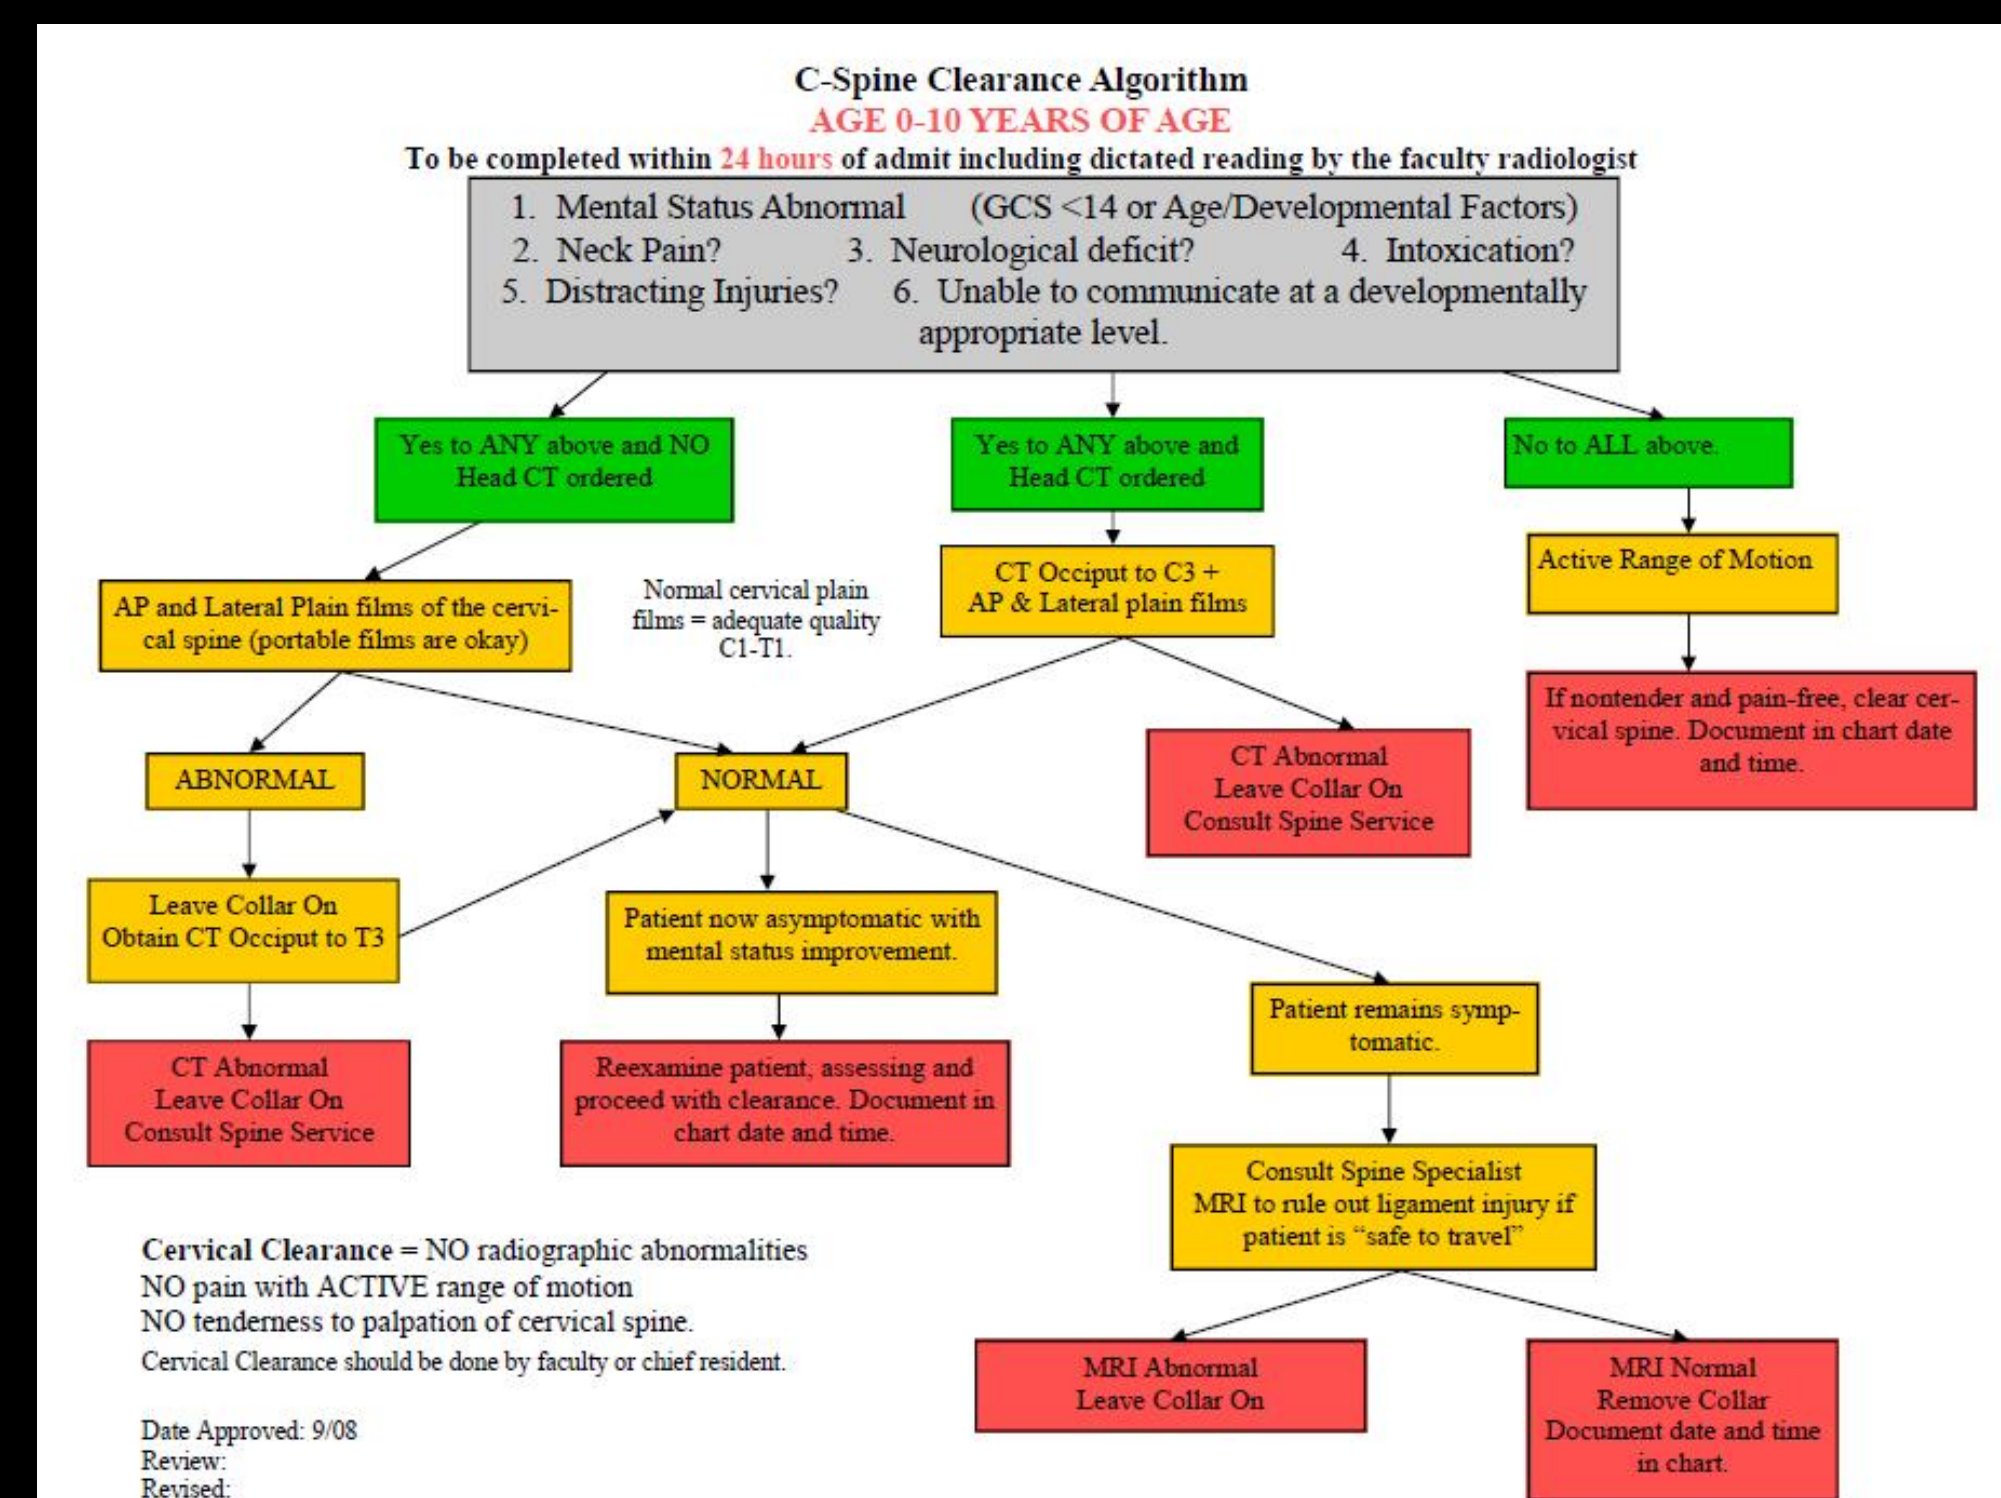 C-Spine Clearance Algorithm
AGE 0-10 YEARS OF AGE
To be completed within 24 hours of admit including dictated reading by the faculty radiologist
1. Mental Status Abnormal (GCS <14 or Age/Developmental Factors)
2. Neck Pain? 3. Neurological deficit? 4. Intoxication?
5. Distracting Injuries? 6. Unable to communicate at a developmentally
appropriate level.
Yes to ANY above and NO
Head CT ordered
Yes to ANY above and
Head CT ordered
No to ALL above.
AP and Lateral Plain films of the cervi-
cal spine (portable films are okay)
Normal cervical plain
films = adequate quality
C1-T1.
CT Occiput to C3 +
AP & Lateral plain films
Active Range of Motion
ABNORMAL
NORMAL
CT Abnormal
Leave Collar On
Consult Spine Service
If nontender and pain-free, clear cer-
vical spine. Document in chart date
and time.
Leave Collar On
Obtain CT Occiput to T3
Patient now asymptomatic with
mental status improvement.
Patient remains symp-
tomatic.
CT Abnormal
Leave Collar On
Consult Spine Service
Reexamine patient, assessing and
proceed with clearance. Document in
chart date and time.
Consult Spine Specialist
MRI to rule out ligament injury if
patient is “safe to travel”
Cervical Clearance = NO radiographic abnormalities
NO pain with ACTIVE range of motion
NO tenderness to palpation of cervical spine.
Cervical Clearance should be done by faculty or chief resident.
MRI Abnormal
Leave Collar On
MRI Normal
Remove Collar
Document date and time
in chart.
Date Approved: 9/08
Review:
Revised: